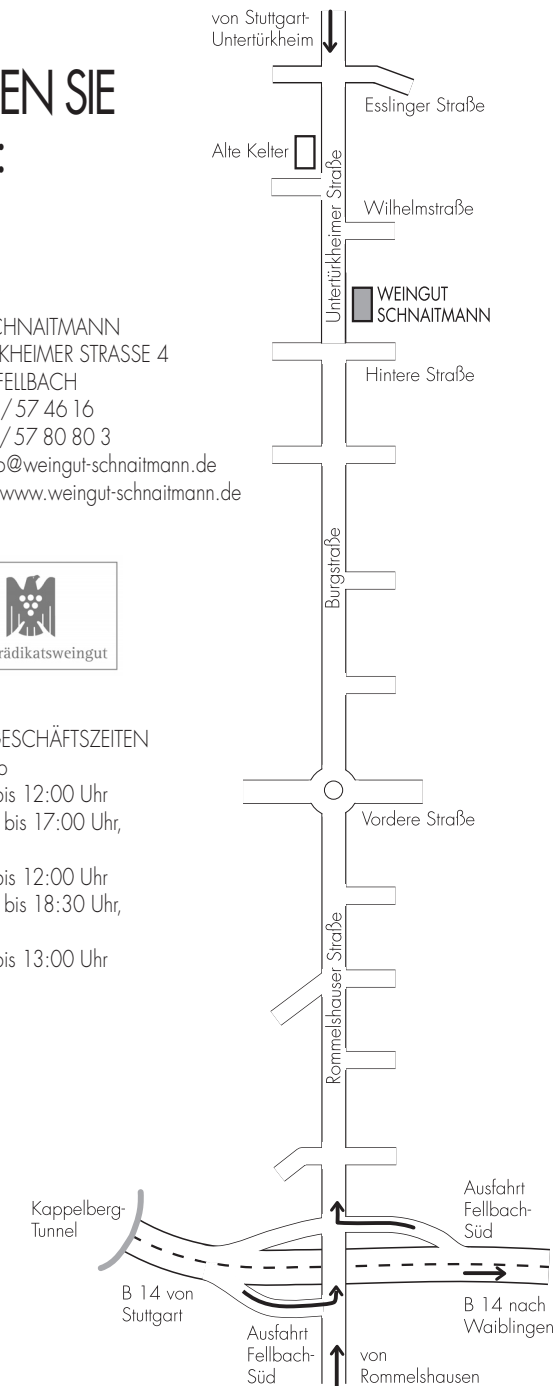 von Stuttgart-
Untertürkheim
EN SIE
:
Esslinger Straße
Alte Kelter
Untertürkheimer Straße
Wilhelmstraße
WEINGUT
SCHNAITMANN
CHNAITMANN
KHEIMER STRASSE 4
FELLBACH
/ 57 46 16
/ 57 80 80 3
o@weingut-schnaitmann.de
www.weingut-schnaitmann.de
Hintere Straße
Burgstraße
rädikatsweingut
GESCHÄFTSZEITEN
o
bis 12:00 Uhr
bis 17:00 Uhr,
bis 12:00 Uhr
bis 18:30 Uhr,
bis 13:00 Uhr
Vordere Straße
Rommelshauser Straße
Kappelberg-
Tunnel
Ausfahrt
Fellbach-
Süd
B 14 von
Stuttgart
B 14 nach
Waiblingen
Ausfahrt
Fellbach-
Süd
von
Rommelshausen